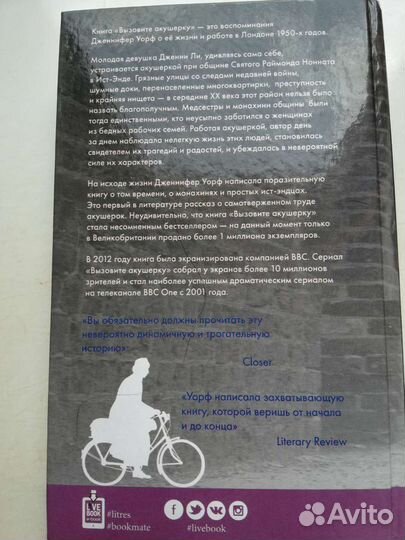 Книга «Вызовите акушерку» — это воспоминания
Дженнифер Уорф о её жизни и работе в Лондоне 1950-х годов.
Молодая девушка Дженни Ли, удивляясь сама себе,
устраивается акушеркой при общине Святого Раймонда Нонната
в Ист-Энде. Грязные улицы со следами недавней войны,
шумные доки, перенаселенные многоквартирки, преступность
и крайняя нищета — в середине XX века этот район нельзя было
назвать благополучным. Медсестры и монахини общины были
тогда единственными, кто неусыпно заботился о женщинах
из бедных рабочих семей. Работая акушеркой, автор день
за днем наблюдала нелегкую жизнь этих людей, становилась
свидетелем их трагедий и радостей, и убеждалась в невероятной
силе их характеров.
На исходе жизни Дженнифер Уорф написала поразительную
книгу о том времени, о монахинях и простых ист-эндцах.
Это первый в литературе рассказ о самоотверженном труде
акушерок. Неудивительно, что книга «Вызовите акушерку»
стала несомненным бестселлером — на данный момент только
в Великобритании продано более 1 миллиона экземпляров.
В 2012 году книга была экранизирована компанией BBC. Сериал
«Вызовите акушерку» собрал у экранов более 10 миллионов
зрителей и стал наиболее успешным драматическим сериалом
на телеканале BBC One с 2001 года.
«Вы обязательно должны прочитать эту
невероятно динамичную и трогательную
историю»
Closer
«Уорф написала захватывающую
книгу, которой веришь от начала
и до конца»
Literary Review
LIVE
BOOK
#litres
#bookmate
#livebook
Avito